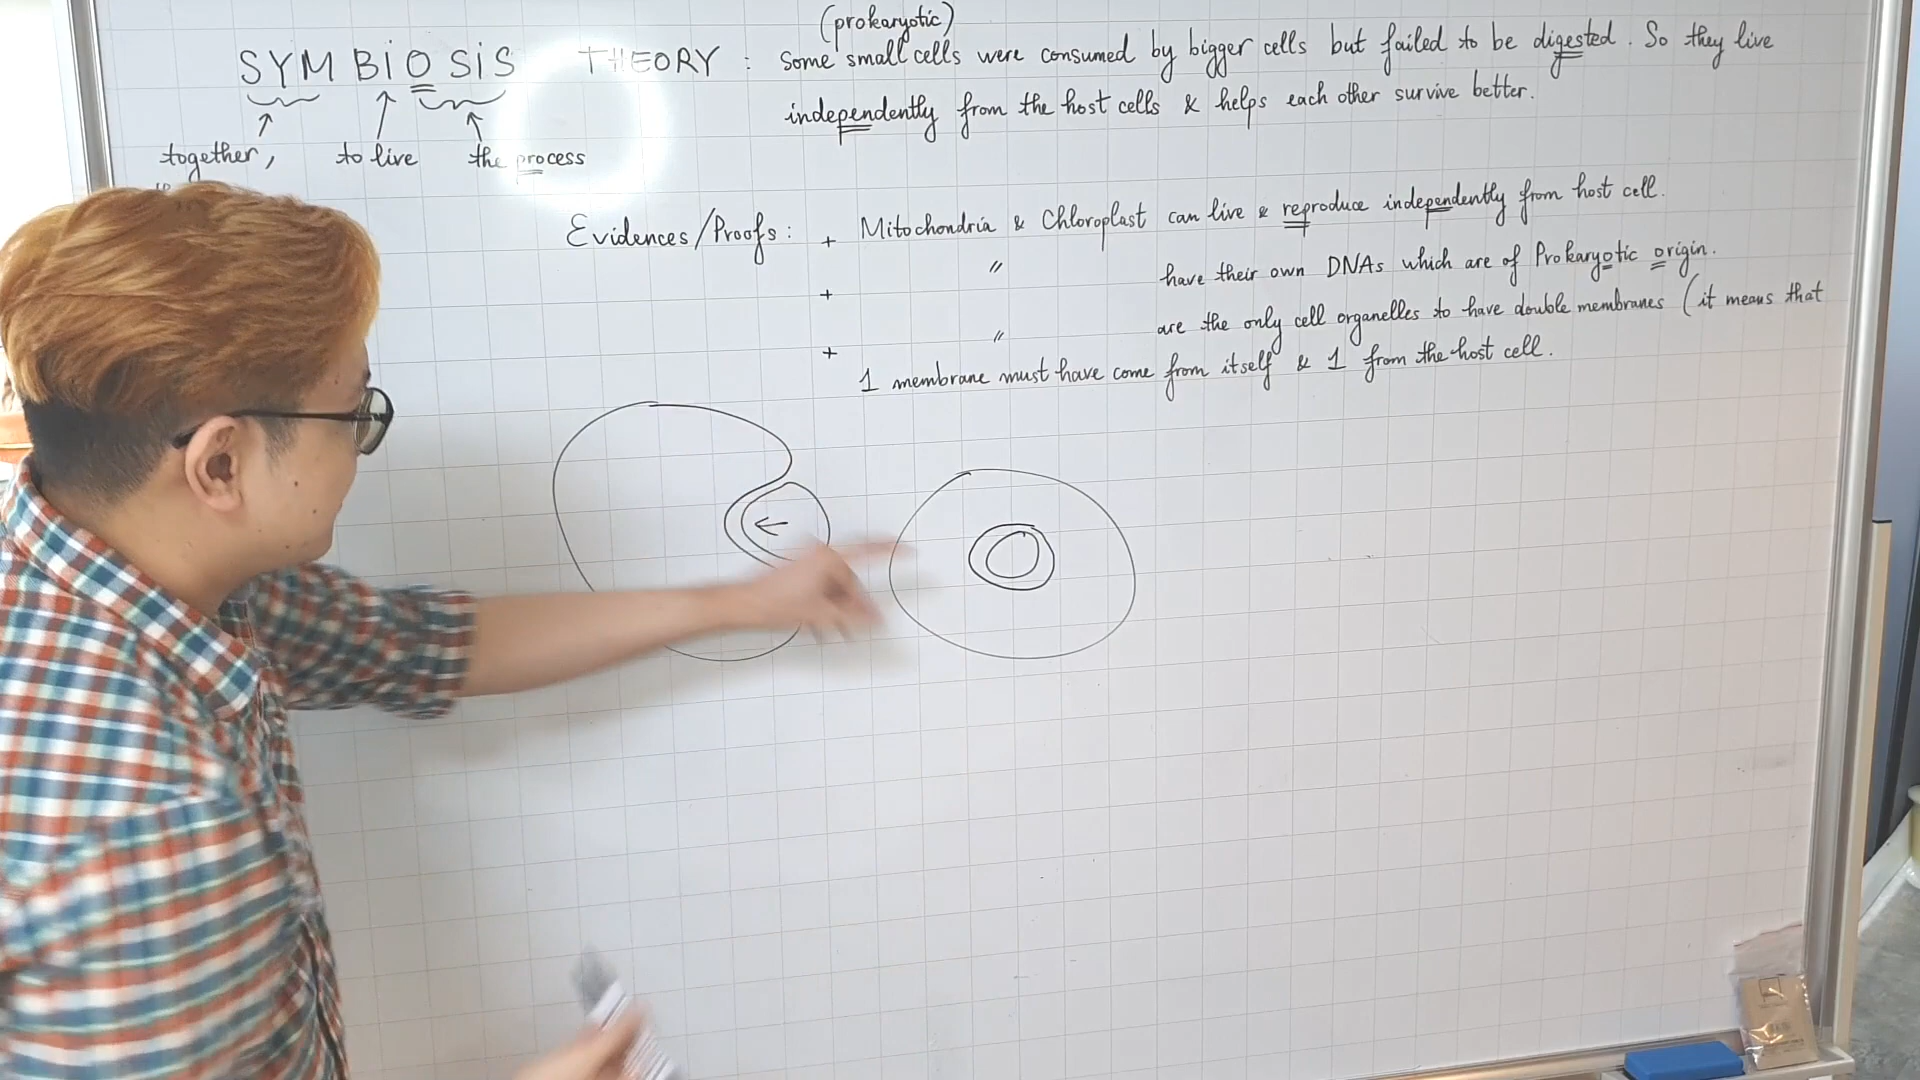 (prokaryotic)
SYMBiOSiS THEORY : Some small cells were consumed by bigger cells but failed to be digested. So they live
independently from the host cells & helps each other survive better.
together, to live the process
Evidences/Proofs: + Mitochondria & Chloroplast can live & reproduce independently from host cell.
+ " have their own DNAs which are of Prokaryotic origin.
+ " are the only cell organelles to have double membranes (it means that
1 membrane must have come from itself & 1 from the host cell.